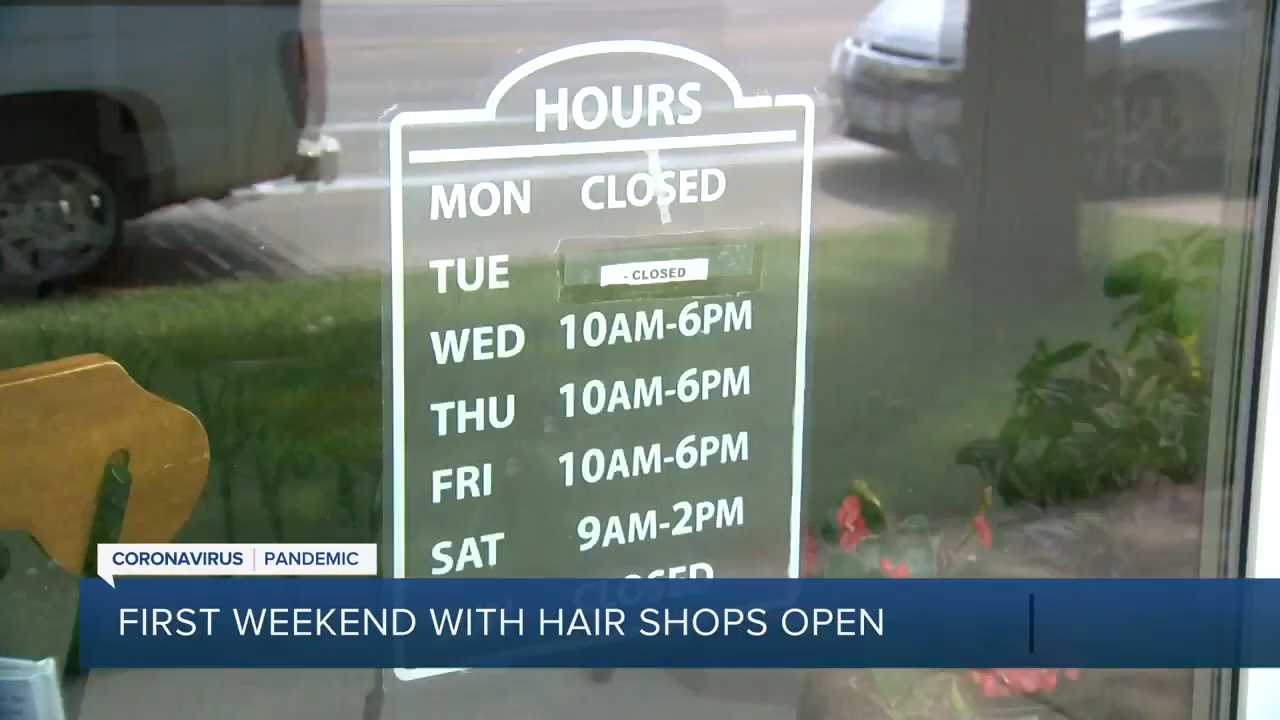 HOURS
MON CLOSED
TUE - CLOSED
WED 10AM-6PM
THU 10AM-6PM
FRI 10AM-6PM
SAT 9AM-2PM
CLOSED
CORONAVIRUS | PANDEMIC
FIRST WEEKEND WITH HAIR SHOPS OPEN